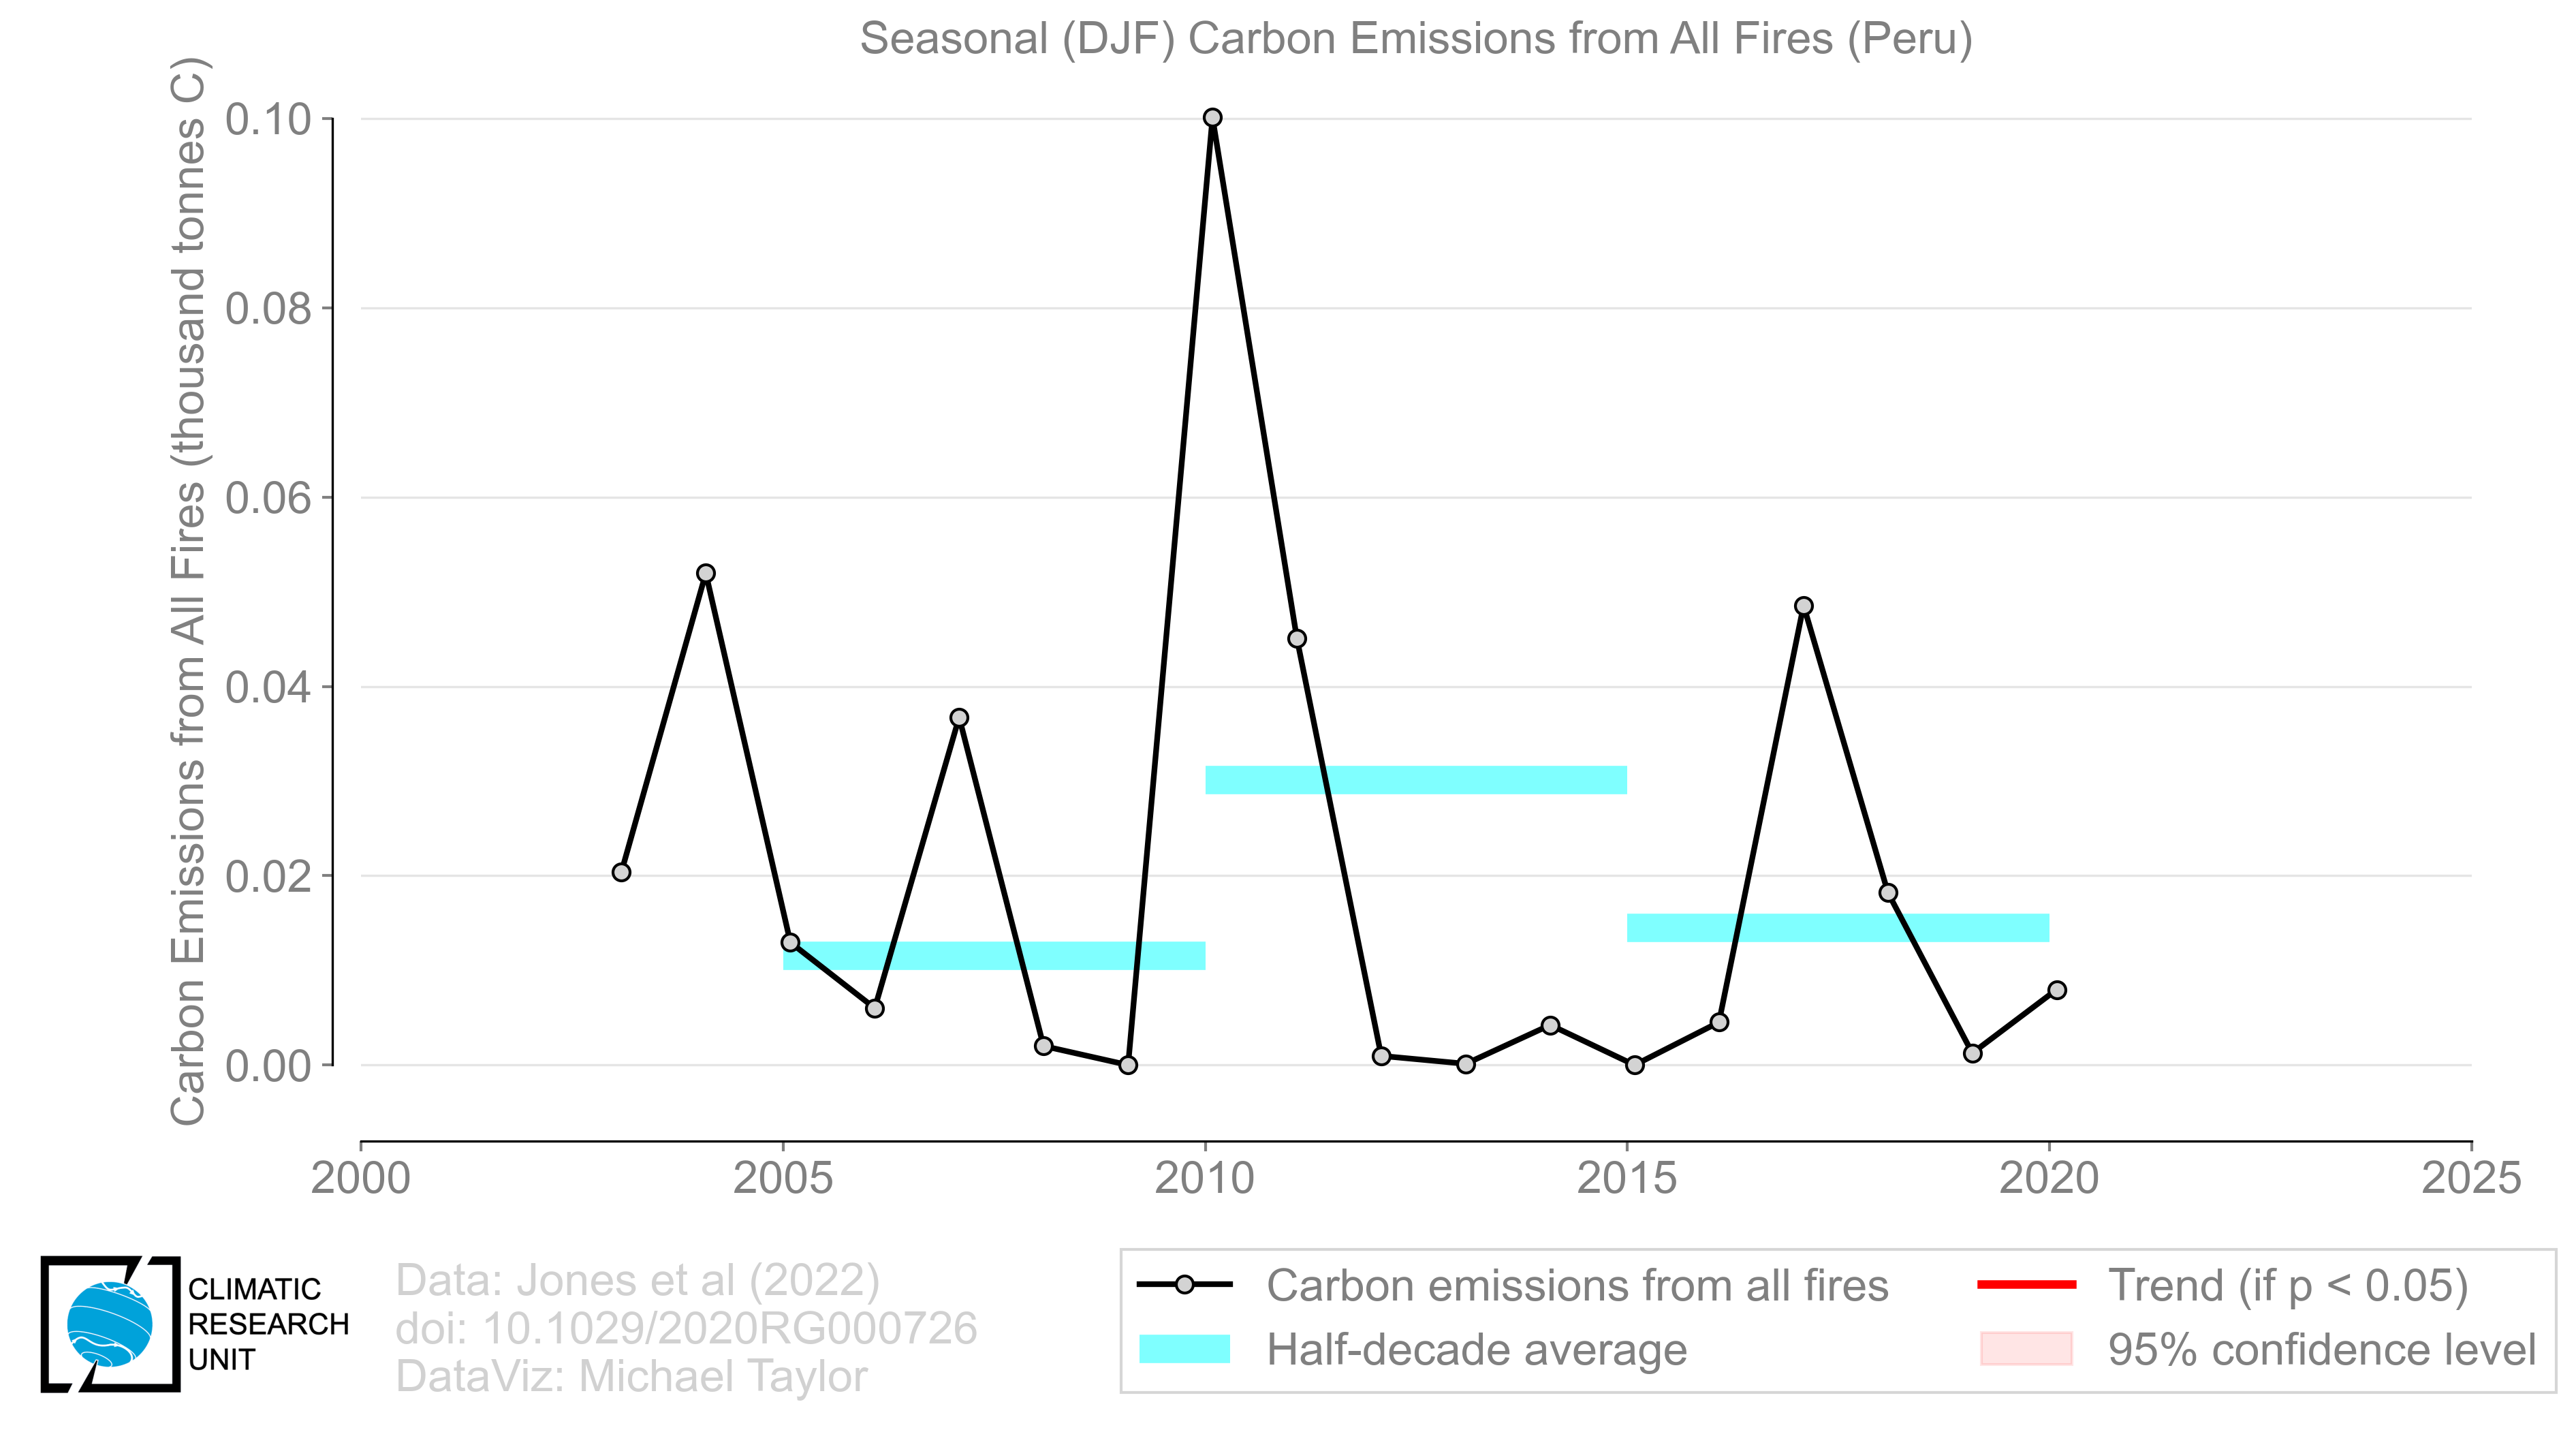 Seasonal (DJF) Carbon Emissions from All Fires (Peru)
Carbon Emissions from All Fires (thousand tonnes C)
0.10
0.08
0.06
0.04
0.02
0.00
2000
2005
2010
2015
2020
2025
CLIMATIC
RESEARCH
UNIT
Data: Jones et al (2022)
doi: 10.1029/2020RG000726
DataViz: Michael Taylor
Carbon emissions from all fires
Half-decade average
Trend (if p < 0.05)
95% confidence level